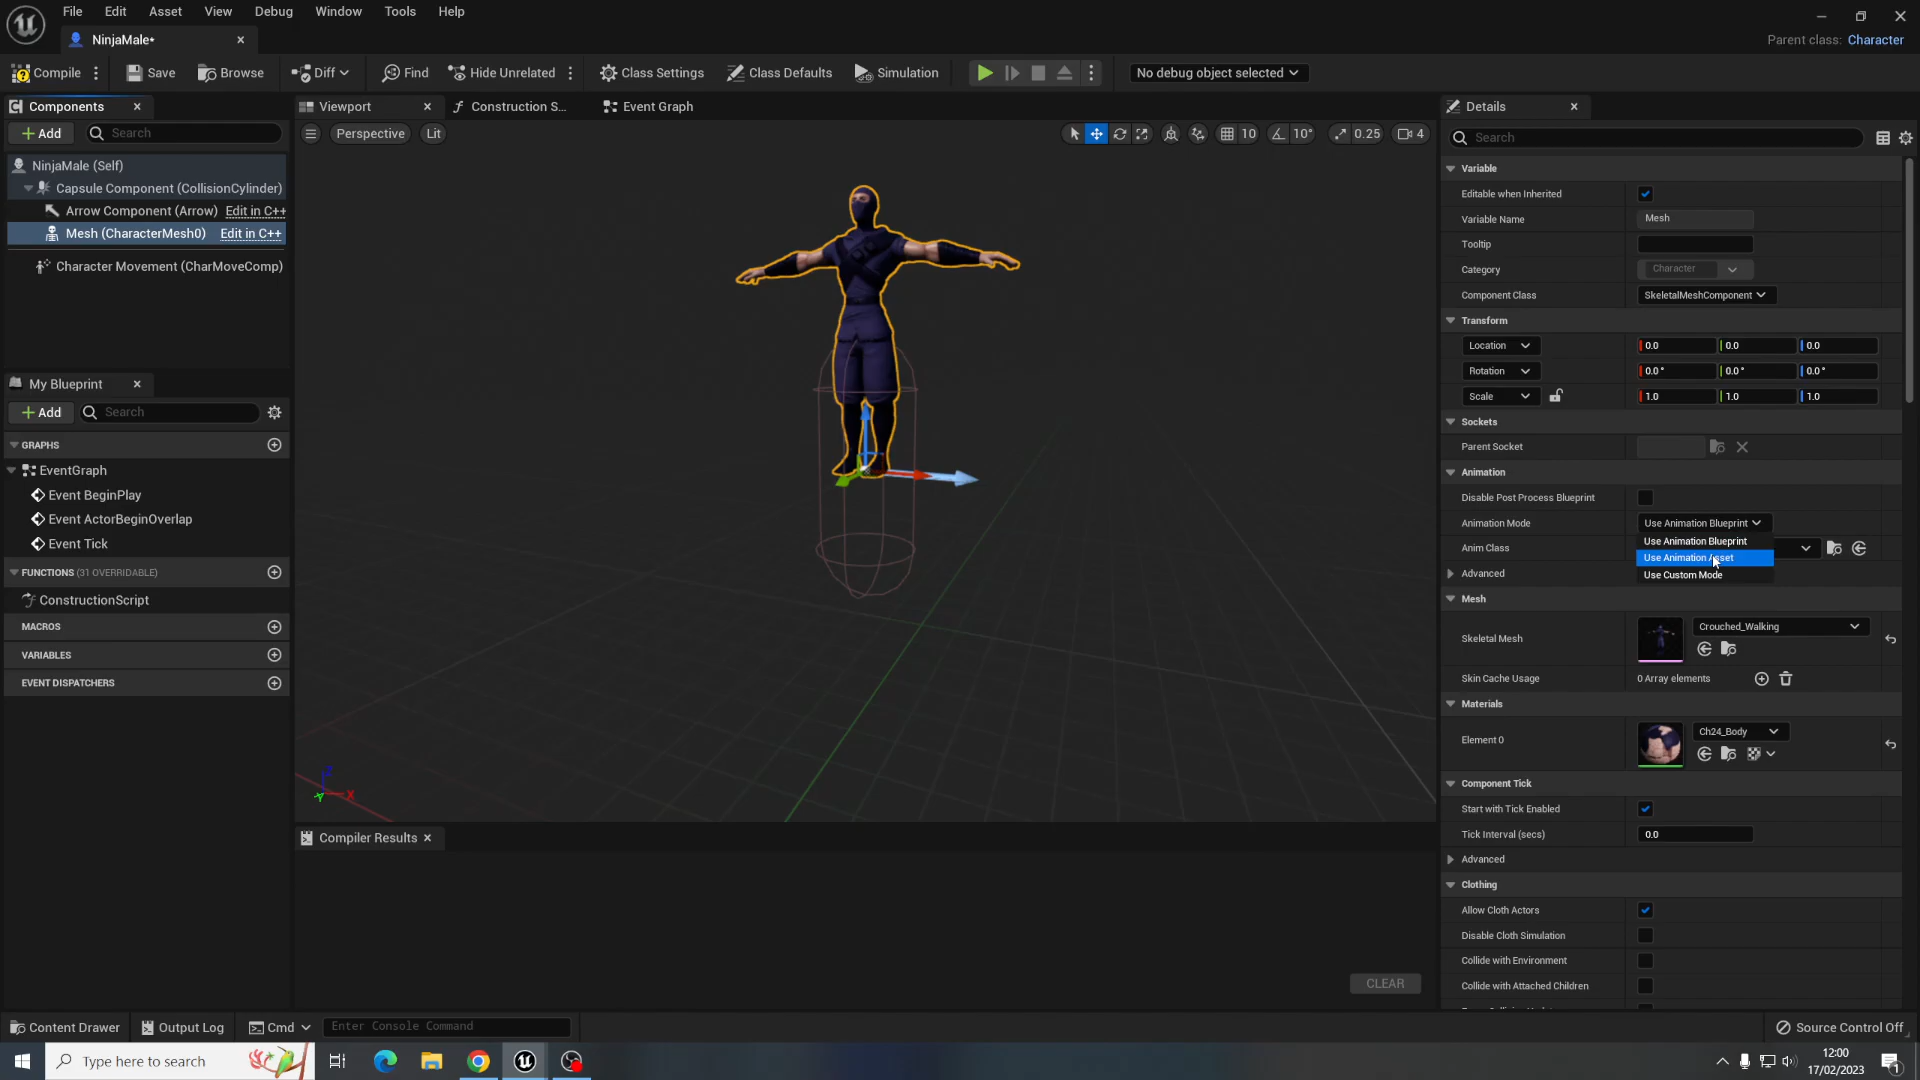 File Edit Asset View Debug Window Tools Help
NinjaMale*
Parent class: Character
Compile Save Browse Diff Find Hide Unrelated Class Settings Class Defaults Simulation No debug object selected
Components
Add Search
NinjaMale (Self)
Capsule Component (CollisionCylinder)
Arrow Component (Arrow) Edit in C++
Mesh (CharacterMesh0) Edit in C++
Character Movement (CharMoveComp)
My Blueprint
Add Search
GRAPHS
EventGraph
Event BeginPlay
Event ActorBeginOverlap
Event Tick
FUNCTIONS (31 OVERRIDABLE)
ConstructionScript
MACROS
VARIABLES
EVENT DISPATCHERS
Viewport Construction S... Event Graph
Perspective Lit 10 10° 0.25 4
Z
X
Y
Compiler Results
CLEAR
Details
Search
Variable
Editable when Inherited
Variable Name Mesh
Tooltip
Category Character
Component Class SkeletalMeshComponent
Transform
Location 0.0 0.0 0.0
Rotation 0.0° 0.0° 0.0°
Scale 1.0 1.0 1.0
Sockets
Parent Socket
Animation
Disable Post Process Blueprint
Animation Mode Use Animation Blueprint
Use Animation Blueprint
Anim Class
Use Animation Asset
Advanced
Use Custom Mode
Mesh
Skeletal Mesh Crouched_Walking
Skin Cache Usage 0 Array elements
Materials
Element 0 Ch24_Body
Component Tick
Start with Tick Enabled
Tick Interval (secs) 0.0
Advanced
Clothing
Allow Cloth Actors
Disable Cloth Simulation
Collide with Environment
Collide with Attached Children
Content Drawer Output Log Cmd Enter Console Command Source Control Off
Type here to search
12:00
17/02/2023
1